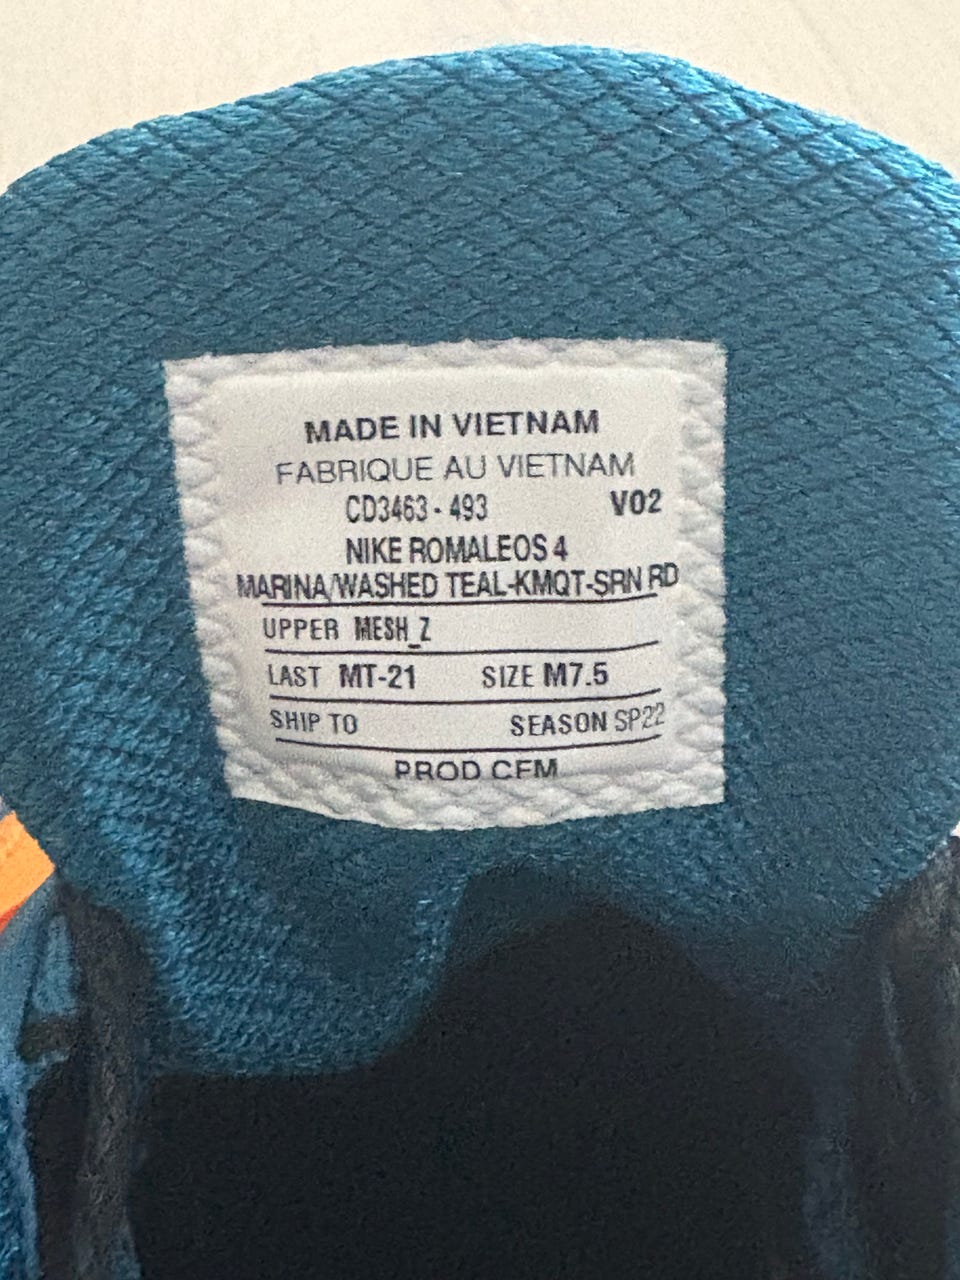 MADE IN VIETNAM
FABRIQUE AU VIETNAM
CD3463 - 493 V02
NIKE ROMALEOS 4
MARINA/WASHED TEAL-KMQT-SRN RD
UPPER MESH_Z
LAST MT-21 SIZE M7.5
SHIP TO SEASON SP22
PROD CFM